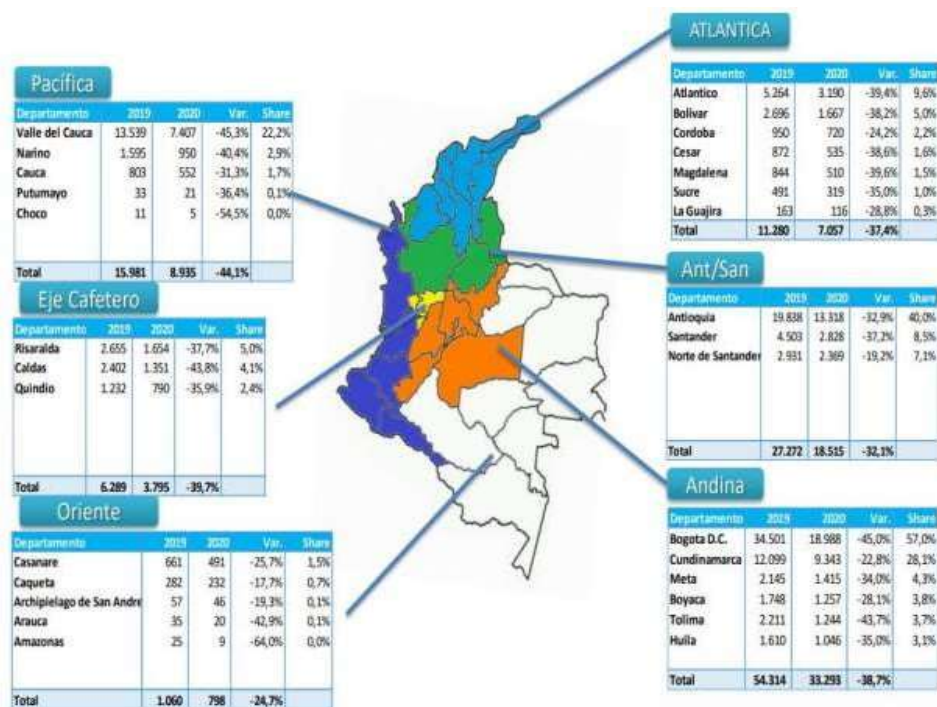 ATLANTICA
Departamento 2019 2020 Var. Share
Atlantico 5.264 3.190 -39,4% 9,6%
Bolivar 2.696 1.667 -38,2% 5,0%
Cordoba 950 720 -24,2% 2,2%
Cesar 872 535 -38,6% 1,6%
Magdalena 844 510 -39,6% 1,5%
Sucre 491 319 -35,0% 1,0%
La Guajira 163 116 -28,8% 0,3%
Total 11.280 7.057 -37,4%
Pacífica
Departamento 2019 2020 Var. Share
Valle del Cauca 13.539 7.407 -45,3% 22,2%
Narino 1.595 950 -40,4% 2,9%
Cauca 803 552 -31,3% 1,7%
Putumayo 33 21 -36,4% 0,1%
Choco 11 5 -54,5% 0,0%
Total 15.981 8.935 -44,1%
Ant/San
Departamento 2019 2020 Var. Share
Antioquia 19.838 13.318 -32,9% 40,0%
Santander 4.503 2.828 -37,2% 8,5%
Norte de Santander 2.931 2.369 -19,2% 7,1%
Total 27.272 18.515 -32,1%
Eje Cafetero
Departamento 2019 2020 Var. Share
Risaralda 2.655 1.654 -37,7% 5,0%
Caldas 2.402 1.351 -43,8% 4,1%
Quindio 1.232 790 -35,9% 2,4%
Total 6.289 3.795 -39,7%
Andina
Departamento 2019 2020 Var. Share
Bogota D.C. 34.501 18.988 -45,0% 57,0%
Cundinamarca 12.099 9.343 -22,8% 28,1%
Meta 2.145 1.415 -34,0% 4,3%
Boyaca 1.748 1.257 -28,1% 3,8%
Tolima 2.211 1.244 -43,7% 3,7%
Huila 1.610 1.046 -35,0% 3,1%
Total 54.314 33.293 -38,7%
Oriente
Departamento 2019 2020 Var. Share
Casanare 661 491 -25,7% 1,5%
Caqueta 282 232 -17,7% 0,7%
Archipielago de San Andre 57 46 -19,3% 0,1%
Arauca 35 20 -42,9% 0,1%
Amazonas 25 9 -64,0% 0,0%
Total 1.060 798 -24,7%